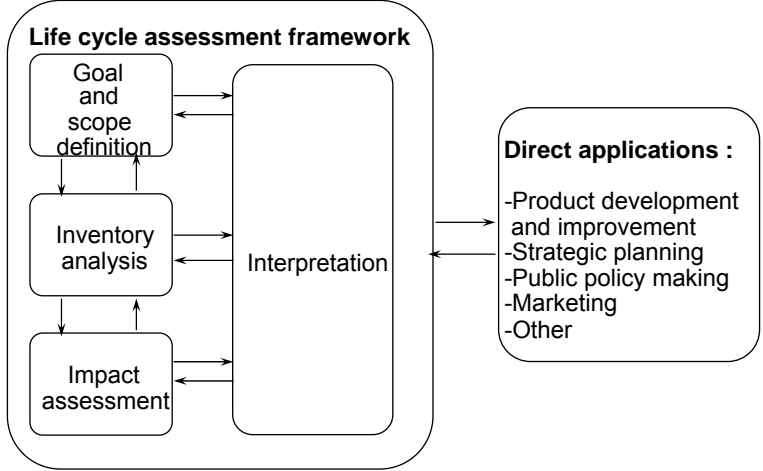 Life cycle assessment framework
Goal
and
scope
definition
Inventory
analysis
Impact
assessment
Interpretation
Direct applications :
-Product development
and improvement
-Strategic planning
-Public policy making
-Marketing
-Other